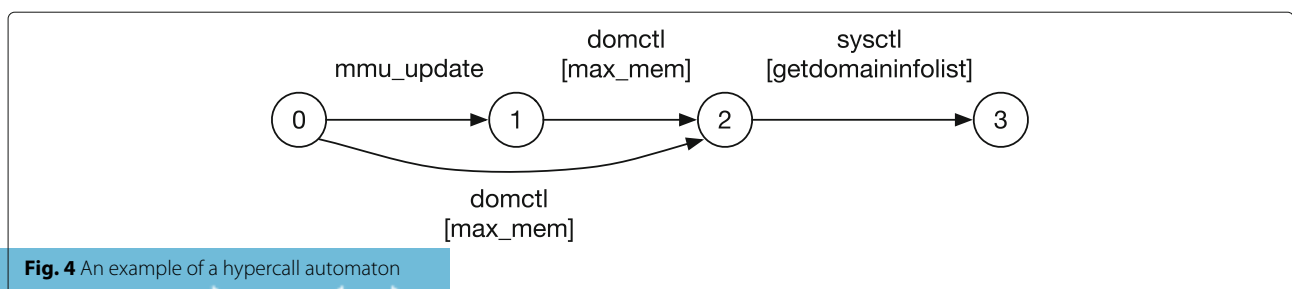 mmu_update
domctl
[max_mem]
sysctl
[getdomaininfolist]
0
1
2
3
domctl
[max_mem]
Fig. 4 An example of a hypercall automaton